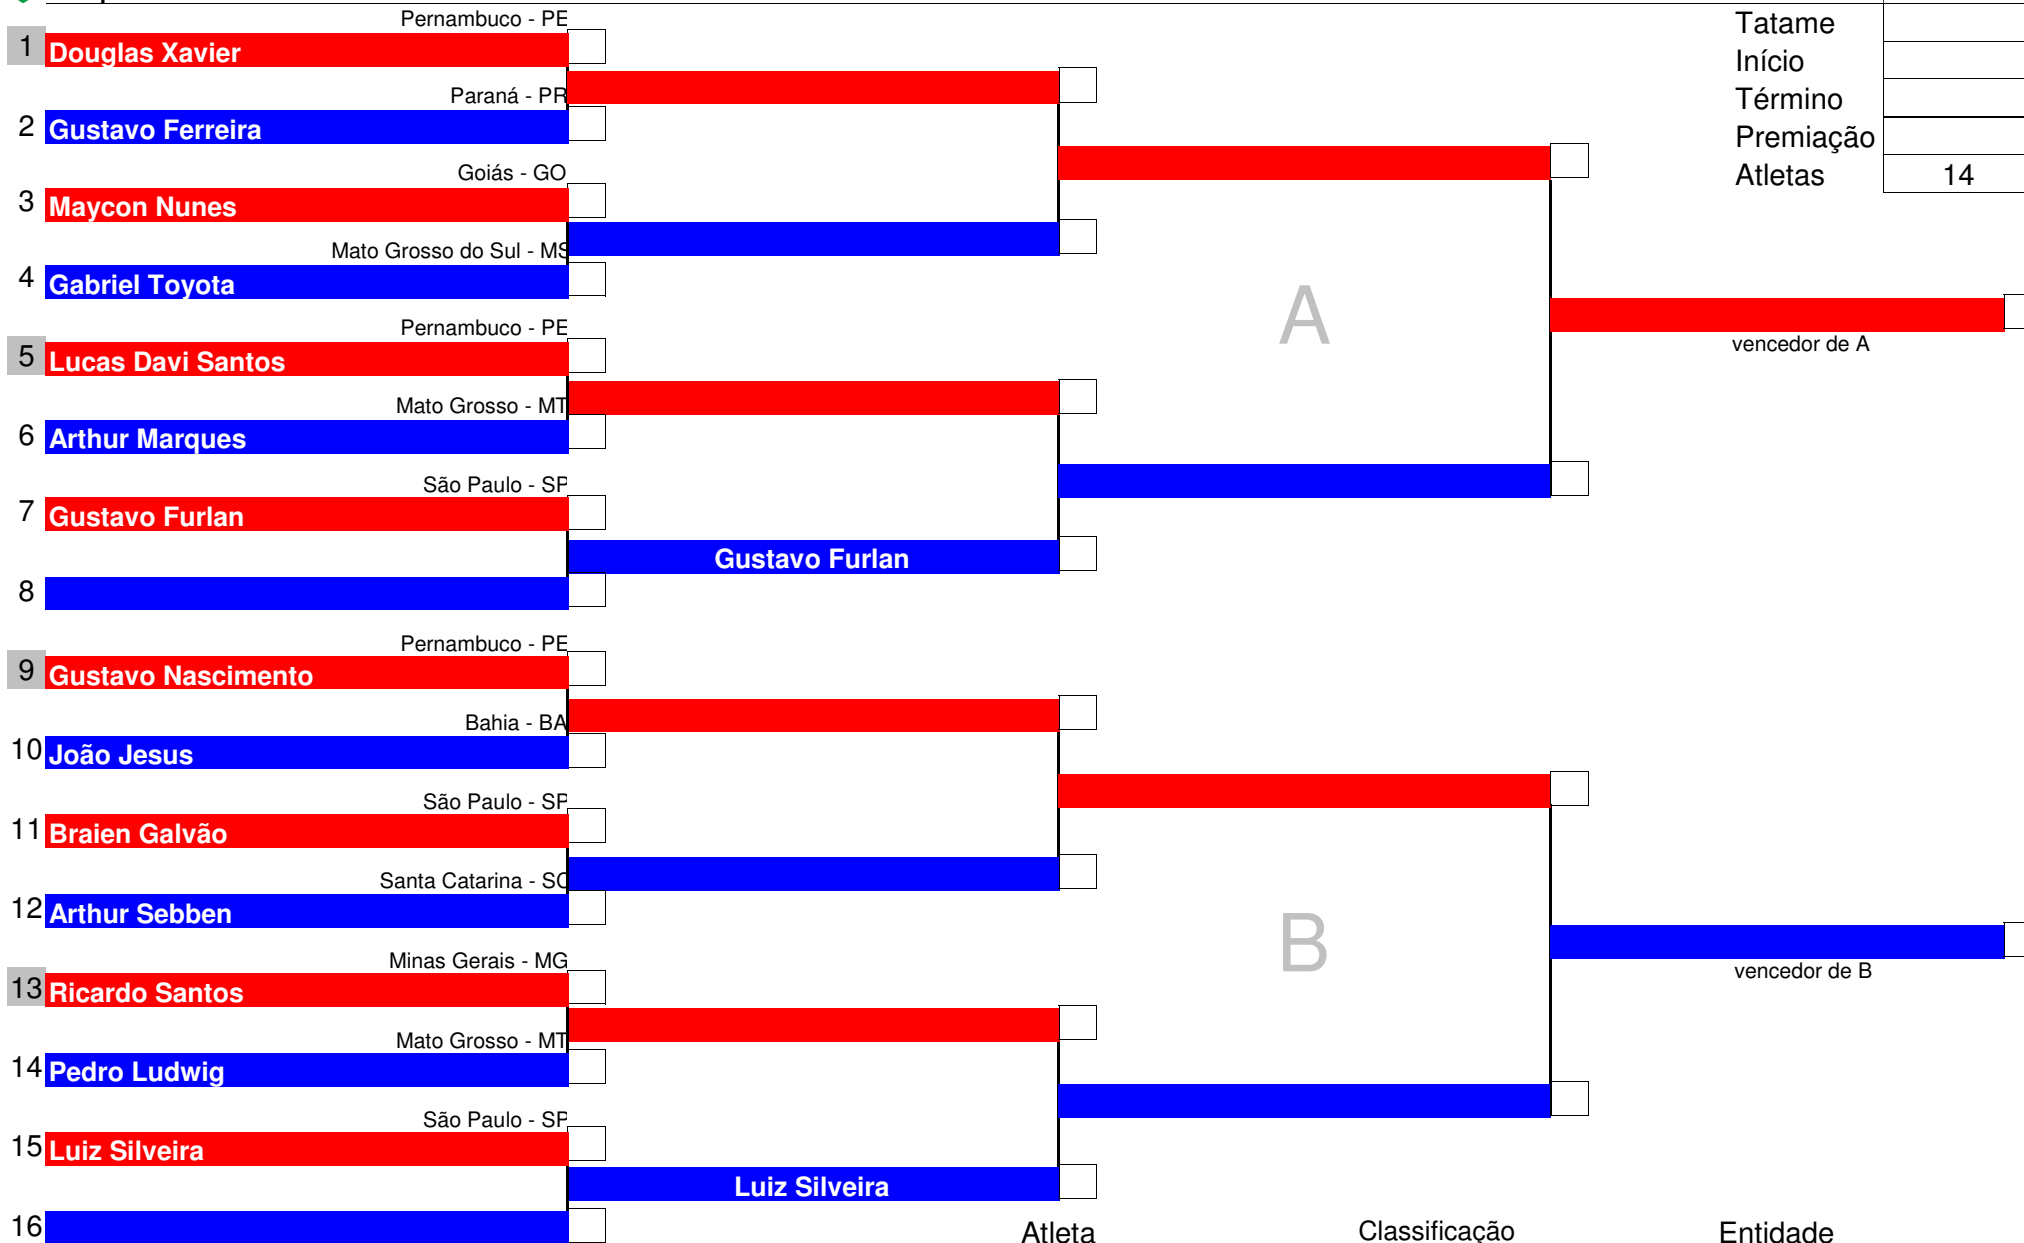 Pernambuco - PE
1 Douglas Xavier
Paraná - PR
2 Gustavo Ferreira
Goiás - GO
3 Maycon Nunes
Mato Grosso do Sul - MS
4 Gabriel Toyota
Pernambuco - PE
5 Lucas Davi Santos
Mato Grosso - MT
6 Arthur Marques
São Paulo - SP
7 Gustavo Furlan
Gustavo Furlan
8
Pernambuco - PE
9 Gustavo Nascimento
Bahia - BA
10 João Jesus
São Paulo - SP
11 Braien Galvão
Santa Catarina - SC
12 Arthur Sebben
Minas Gerais - MG
13 Ricardo Santos
Mato Grosso - MT
14 Pedro Ludwig
São Paulo - SP
15 Luiz Silveira
Luiz Silveira
16
A
B
vencedor de A
vencedor de B
Tatame
Início
Término
Premiação
Atletas 14
Atleta Classificação Entidade